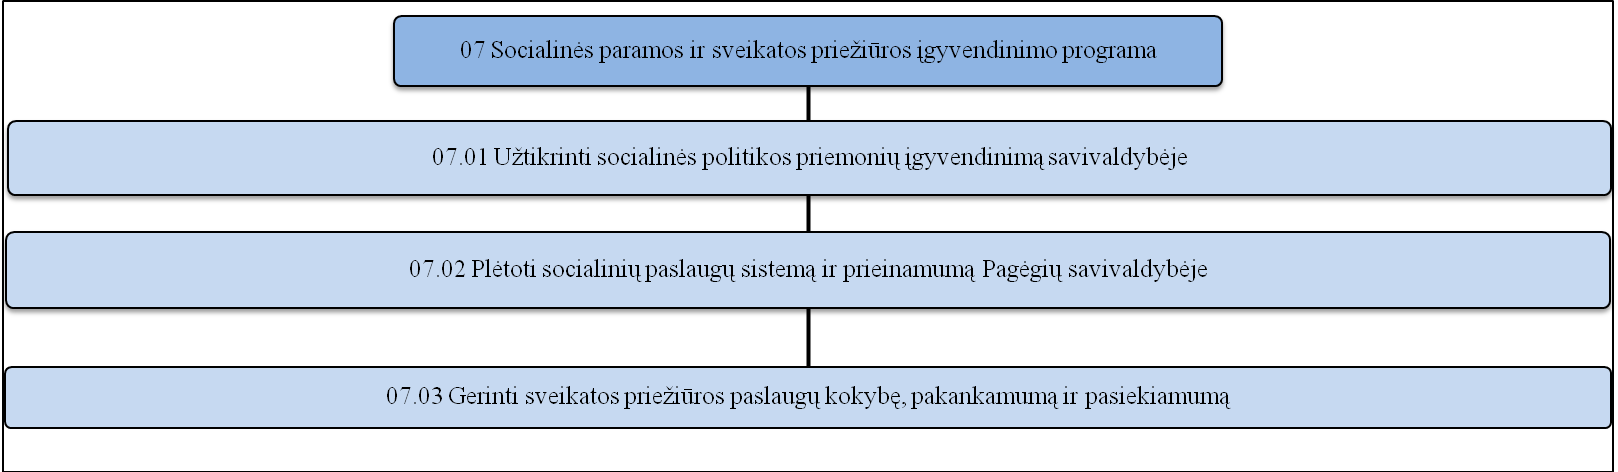 07 Socialinės paramos ir sveikatos priežiūros įgyvendinimo programa
07.01 Užtikrinti socialinės politikos priemonių įgyvendinimą savivaldybėje
07.02 Plėtoti socialinių paslaugų sistemą ir prieinamumą Pagėgių savivaldybėje
07.03 Gerinti sveikatos priežiūros paslaugų kokybę, pakankamumą ir pasiekiamumą